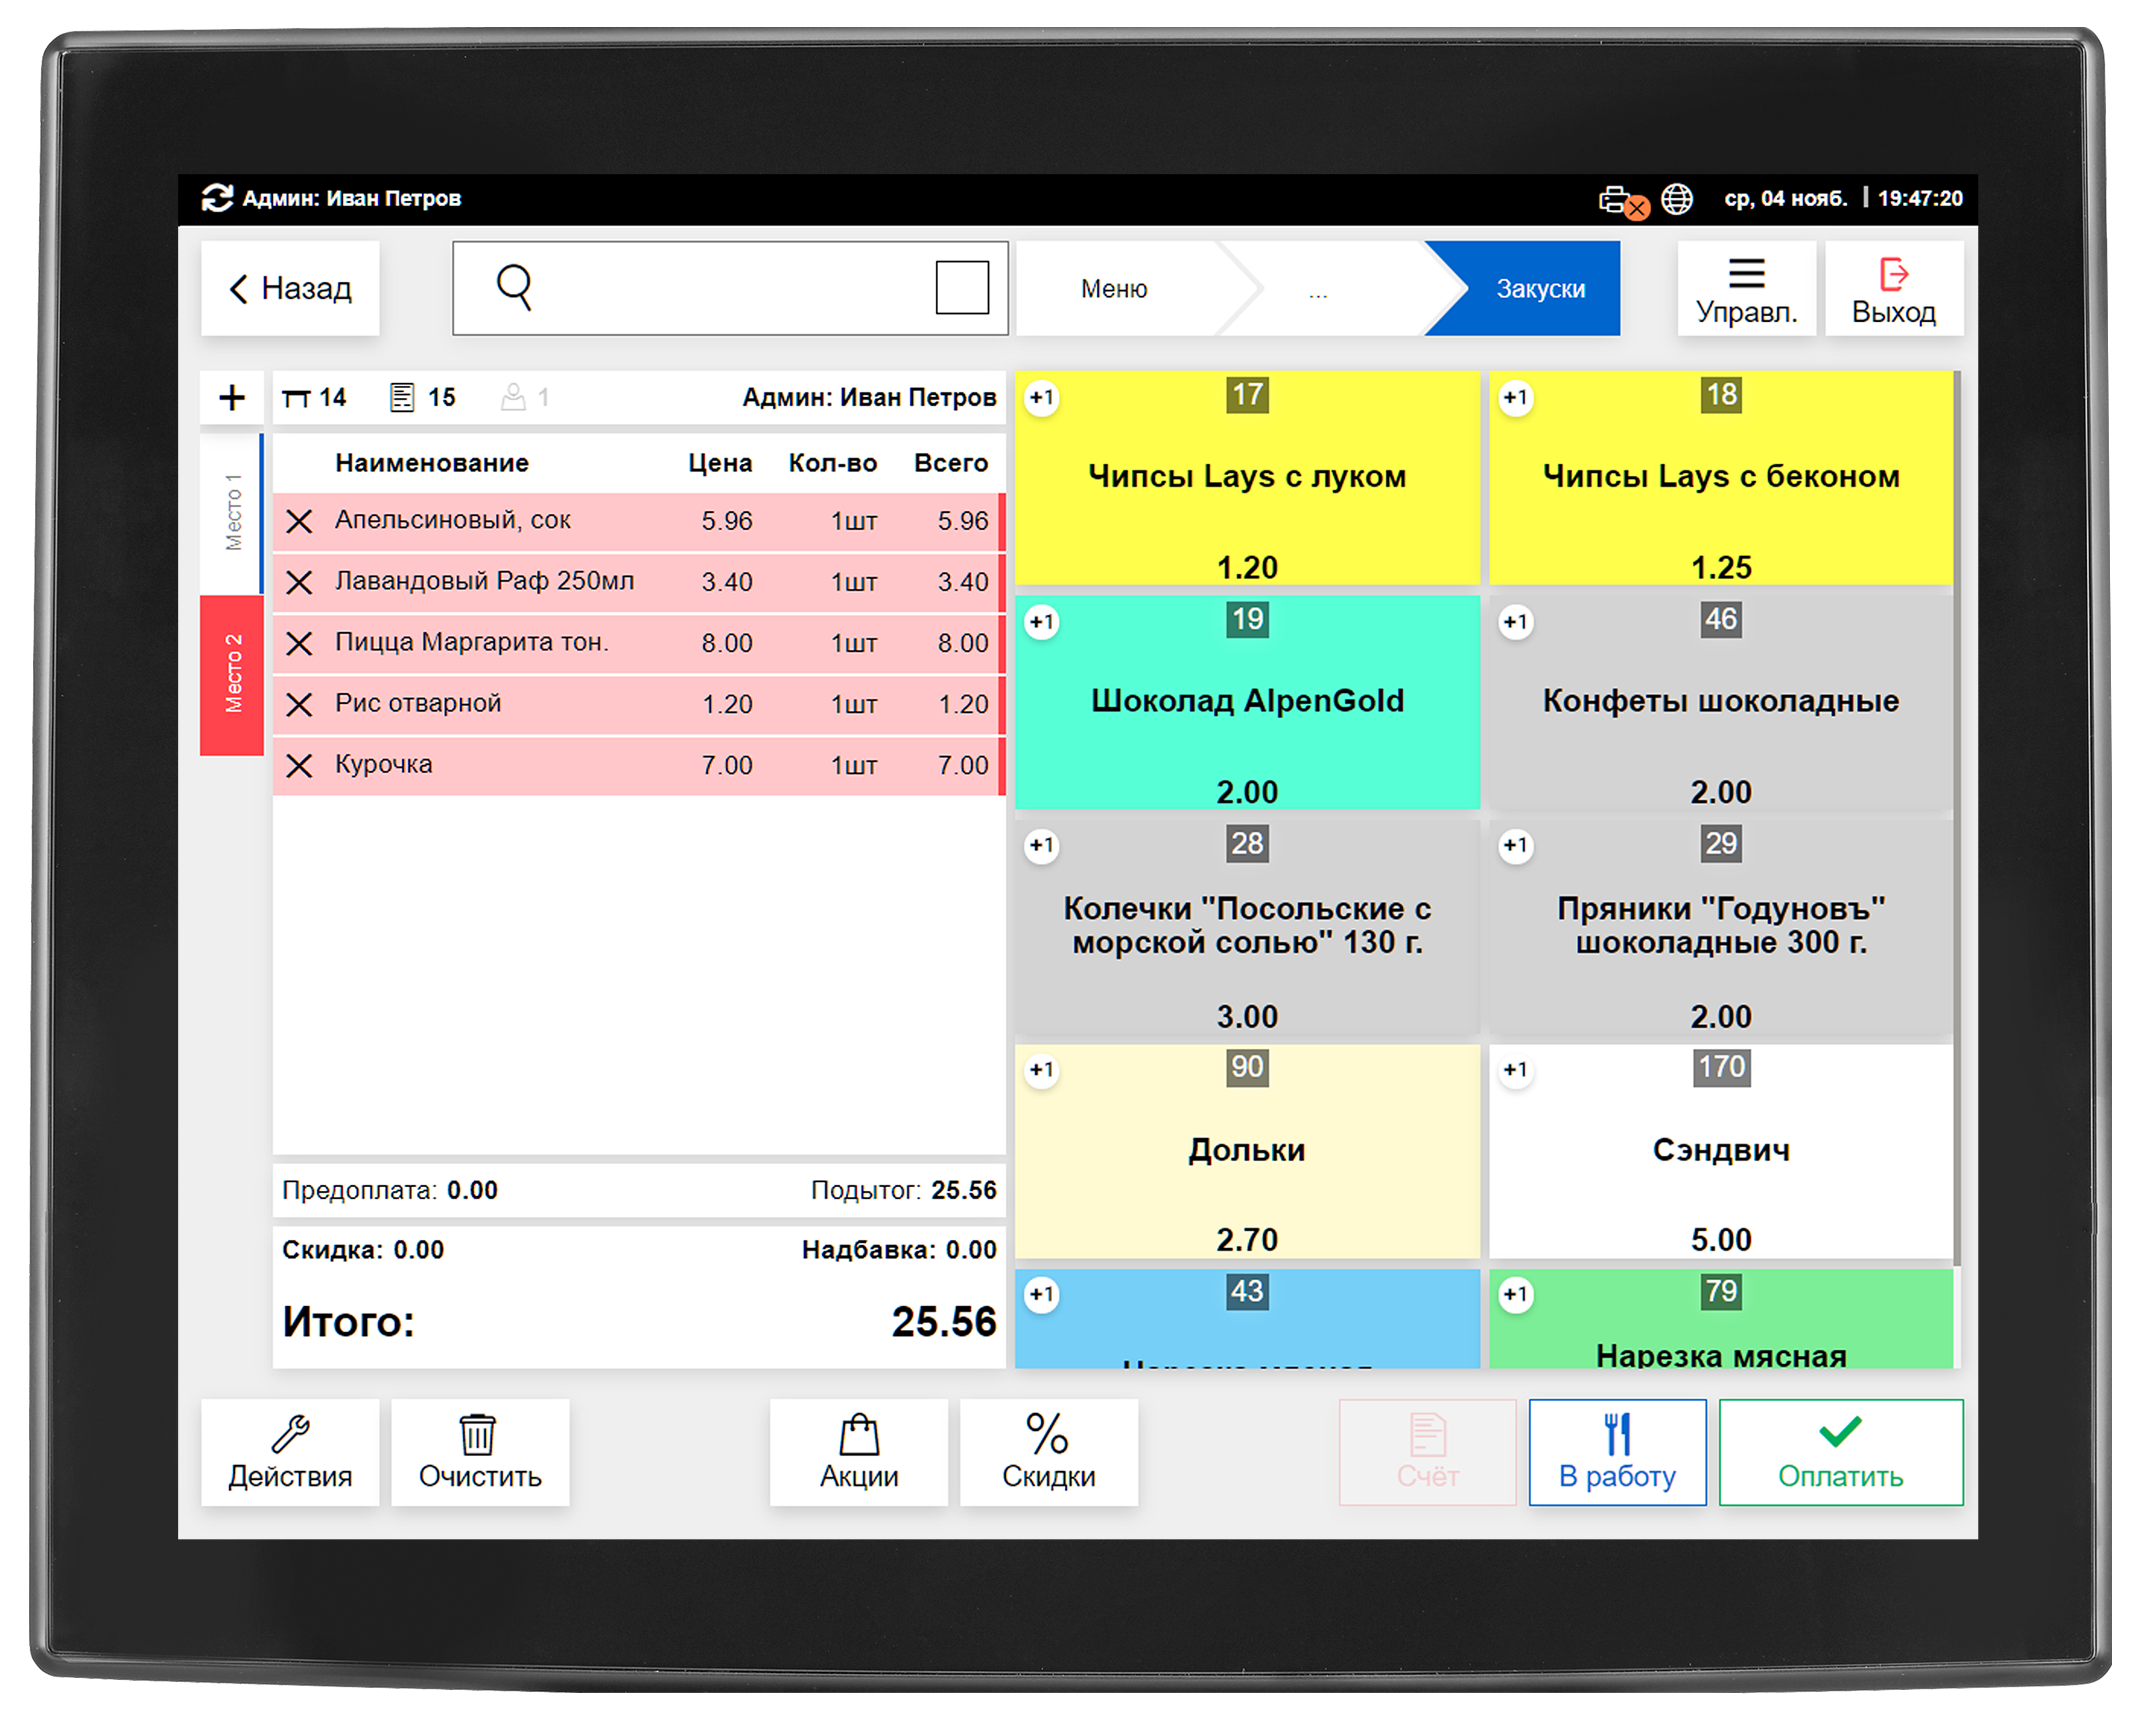 Админ: Иван Петров
ср, 04 нояб. | 19:47:20
Назад
Меню
...
Закуски
Управл.
Выход
+
14
15
1
Админ: Иван Петров
Место 1
Место 2
Наименование Цена Кол-во Всего
Апельсиновый, сок 5.96 1шт 5.96
Лавандовый Раф 250мл 3.40 1шт 3.40
Пицца Маргарита тон. 8.00 1шт 8.00
Рис отварной 1.20 1шт 1.20
Курочка 7.00 1шт 7.00
Предоплата: 0.00 Подытог: 25.56
Скидка: 0.00 Надбавка: 0.00
Итого: 25.56
+1 17
Чипсы Lays с луком
1.20
+1 18
Чипсы Lays с беконом
1.25
+1 19
Шоколад AlpenGold
2.00
+1 46
Конфеты шоколадные
2.00
+1 28
Колечки "Посольские с
морской солью" 130 г.
3.00
+1 29
Пряники "Годуновъ"
шоколадные 300 г.
2.00
+1 90
Дольки
2.70
+1 170
Сэндвич
5.00
+1 43
+1 79
Нарезка мясная
Действия
Очистить
Акции
%
Скидки
Счёт
В работу
Оплатить